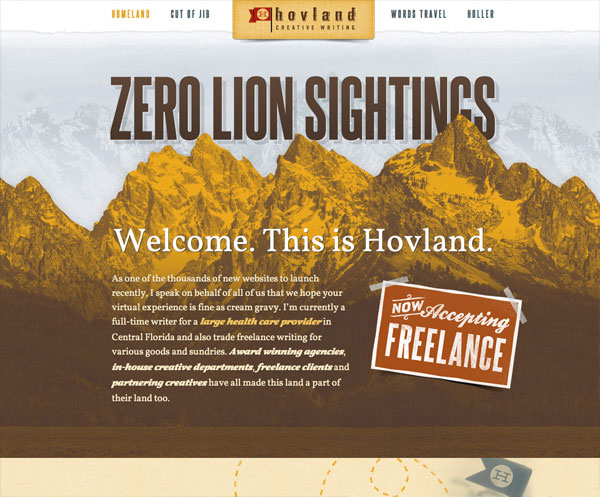 HOMELAND
CUT OF JIB
H hovland
CREATIVE WRITING
WORDS TRAVEL
HOLLER
ZERO LION SIGHTINGS
Welcome. This is Hovland.
As one of the thousands of new websites to launch
recently, I speak on behalf of all of us that we hope your
virtual experience is fine as cream gravy. I'm currently a
full-time writer for a large health care provider in
Central Florida and also trade freelance writing for
various goods and sundries. Award winning agencies,
in-house creative departments, freelance clients and
partnering creatives have all made this land a part of
their land too.
NOW Accepting
FREELANCE
H